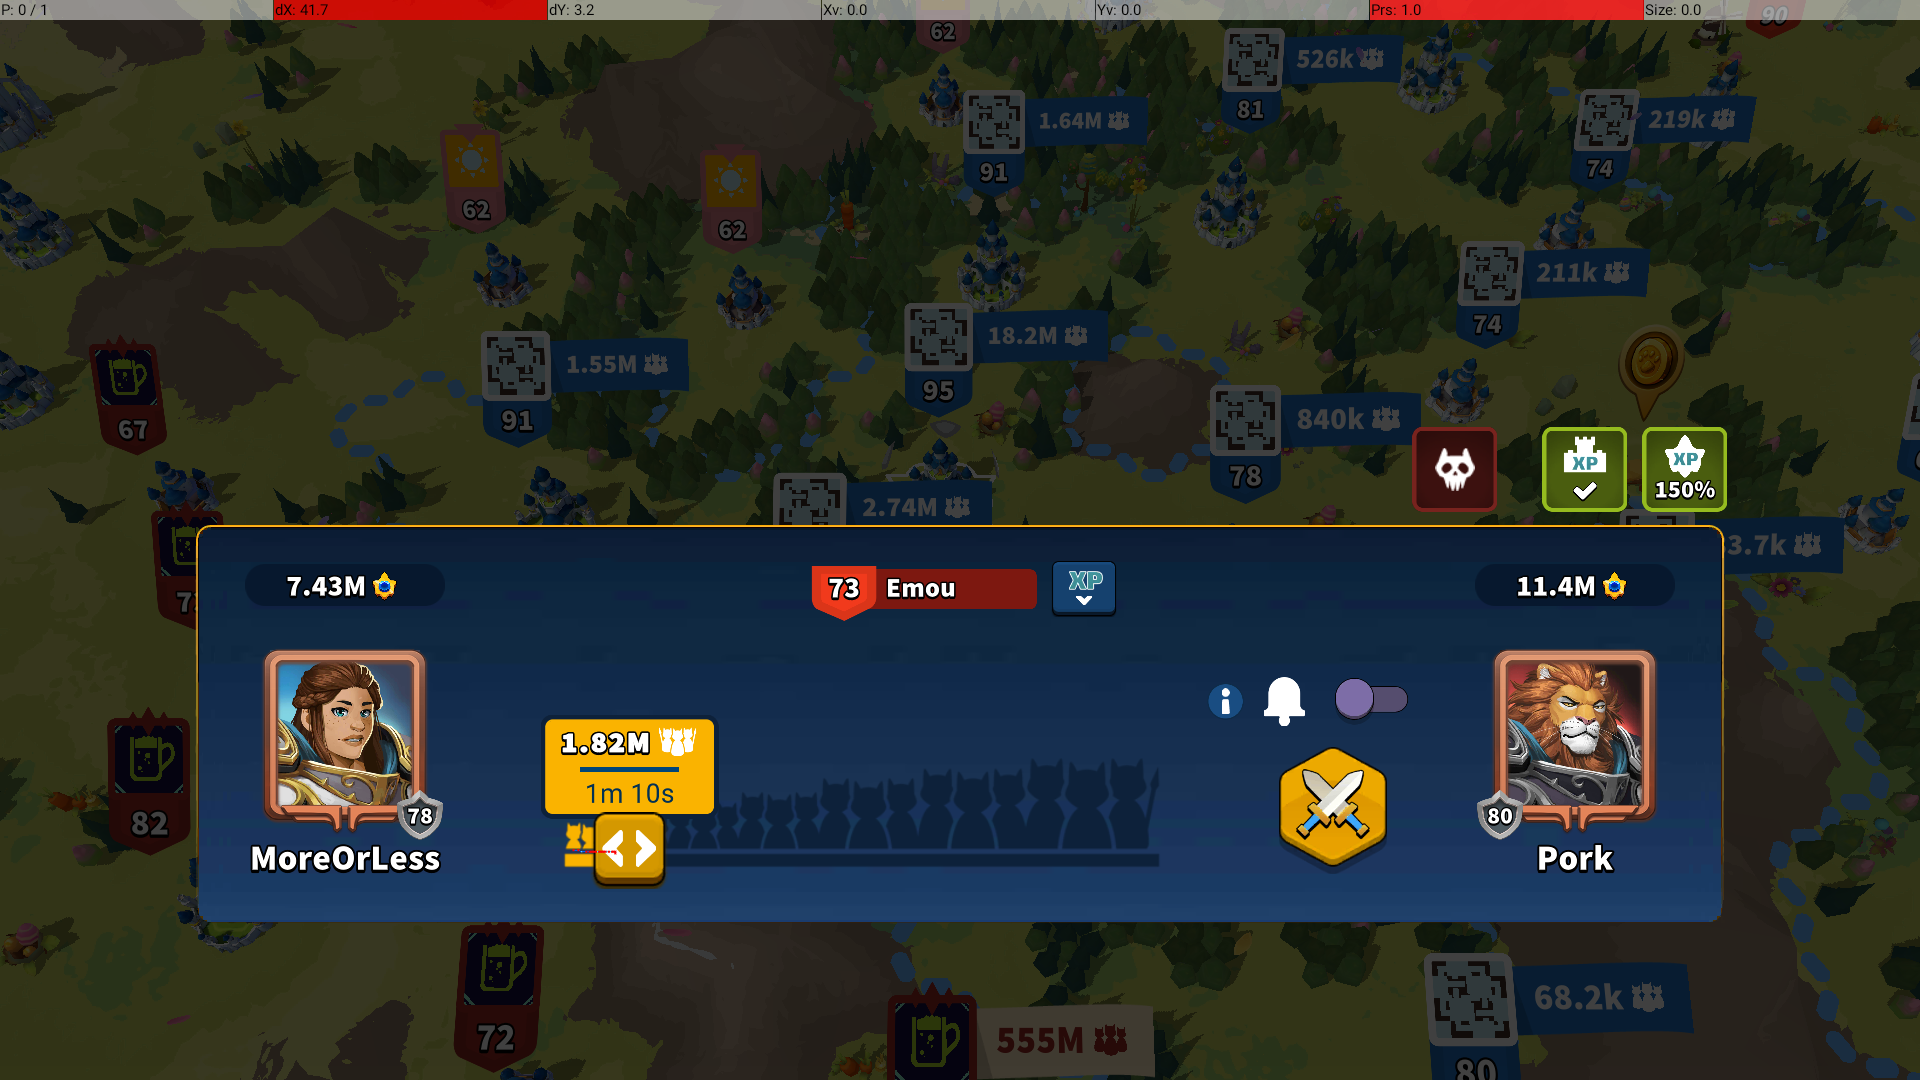 P: 0 / 1
dX: 41.7
dY: 3.2
Xv: 0.0
Yv: 0.0
Prs: 1.0
Size: 0.0
90
62
526k
81
1.64M
91
219k
74
62
62
211k
74
18.2M
95
1.55M
91
67
840k
78
XP
XP
150%
2.74M
3.7k
7.43M
73 Emou
XP
11.4M
1.82M
1m 10s
78
80
MoreOrLess
Pork
82
72
555M
68.2k
80